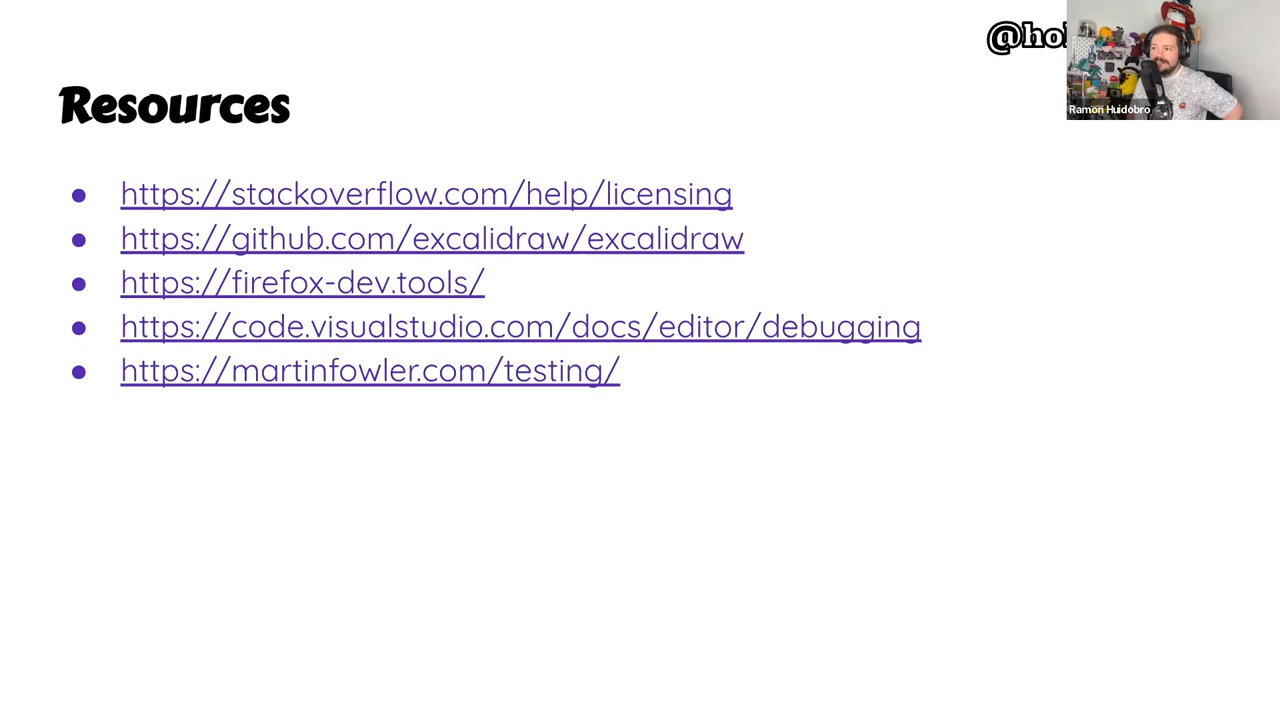 Ramon Huidobro
Resources
● https://stackoverflow.com/help/licensing
● https://github.com/excalidraw/excalidraw
● https://firefox-dev.tools/
● https://code.visualstudio.com/docs/editor/debugging
● https://martinfowler.com/testing/